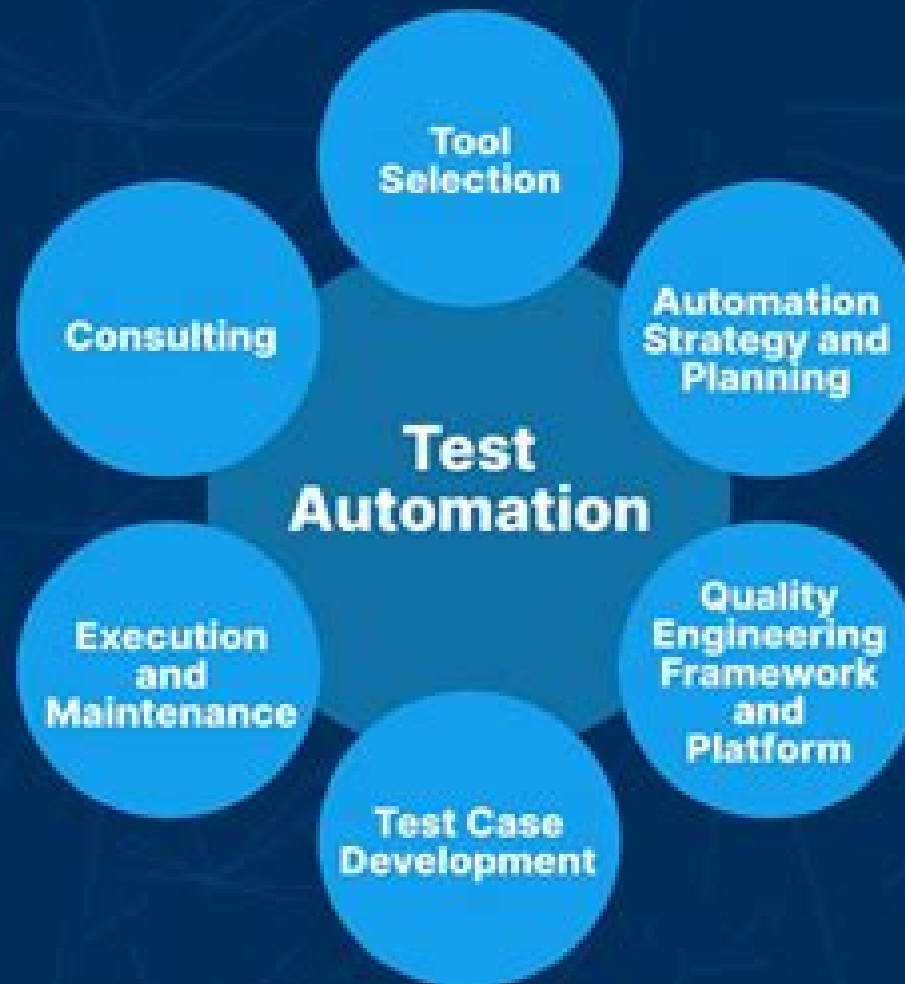 Tool
Selection
Automation
Strategy and
Planning
Consulting
Test
Automation
Quality
Engineering
Framework
and
Platform
Execution
and
Maintenance
Test Case
Development